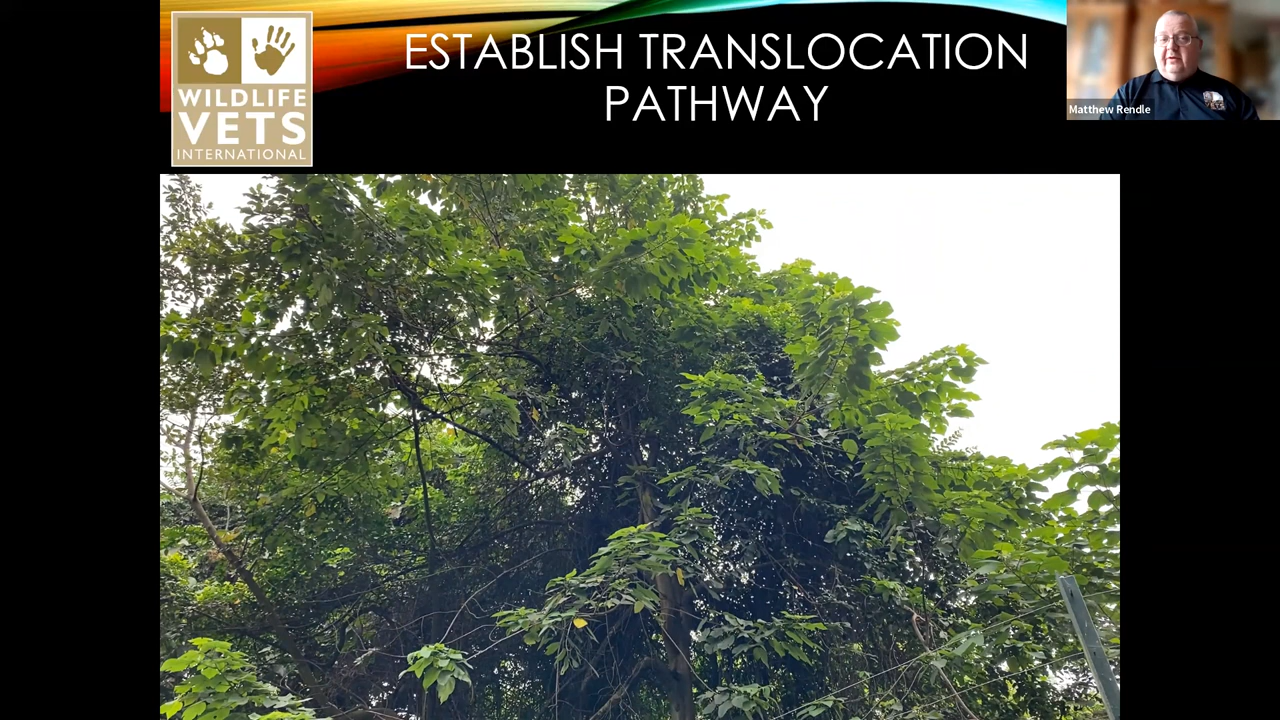 WILDLIFE
VETS
INTERNATIONAL
ESTABLISH TRANSLOCATION
PATHWAY
Matthew Rendle